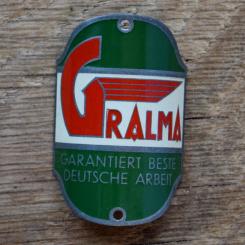 GRALMA
GARANTIERT BESTE
DEUTSCHE ARBEIT